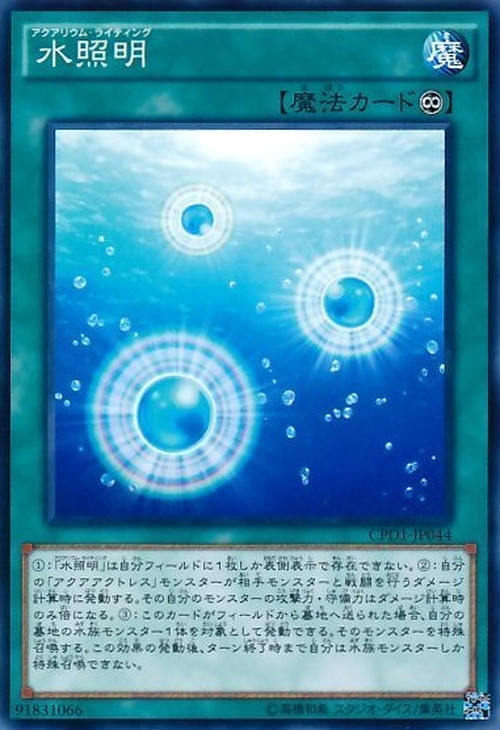 アクアリウム・ライティング
水照明
魔
【魔法カード】
CPD1-JP044
①：「水照明」は自分フィールドに１枚しか表側表示で存在できない。②：自分
の「アクアアクトレス」モンスターが相手モンスターと戦闘を行うダメージ
計算時に発動する。その自分のモンスターの攻撃力・守備力はダメージ計算時
のみ倍になる。③：このカードがフィールドから墓地へ送られた場合、自分の
墓地の水族モンスター１体を対象として発動できる。そのモンスターを特殊
召喚する。この効果の発動後、ターン終了時まで自分は水族モンスターしか
特殊召喚できない。
91831066
©高橋和希 スタジオ・ダイス/集英社